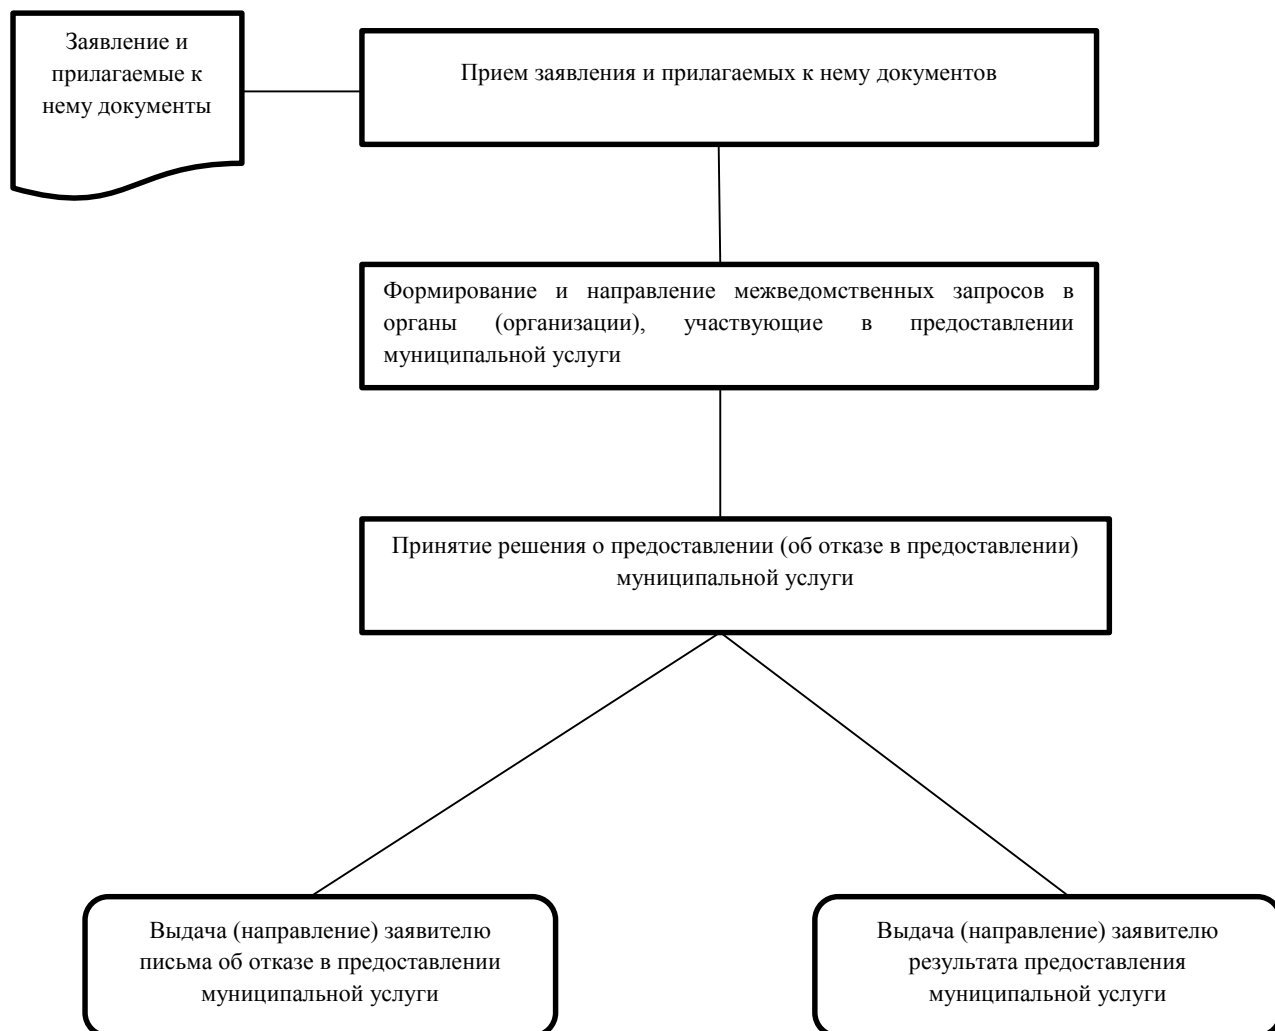 Заявление и
прилагаемые к
нему документы
Прием заявления и прилагаемых к нему документов
Формирование и направление межведомственных запросов в
органы (организации), участвующие в предоставлении
муниципальной услуги
Принятие решения о предоставлении (об отказе в предоставлении)
муниципальной услуги
Выдача (направление) заявителю
письма об отказе в предоставлении
муниципальной услуги
Выдача (направление) заявителю
результата предоставления
муниципальной услуги